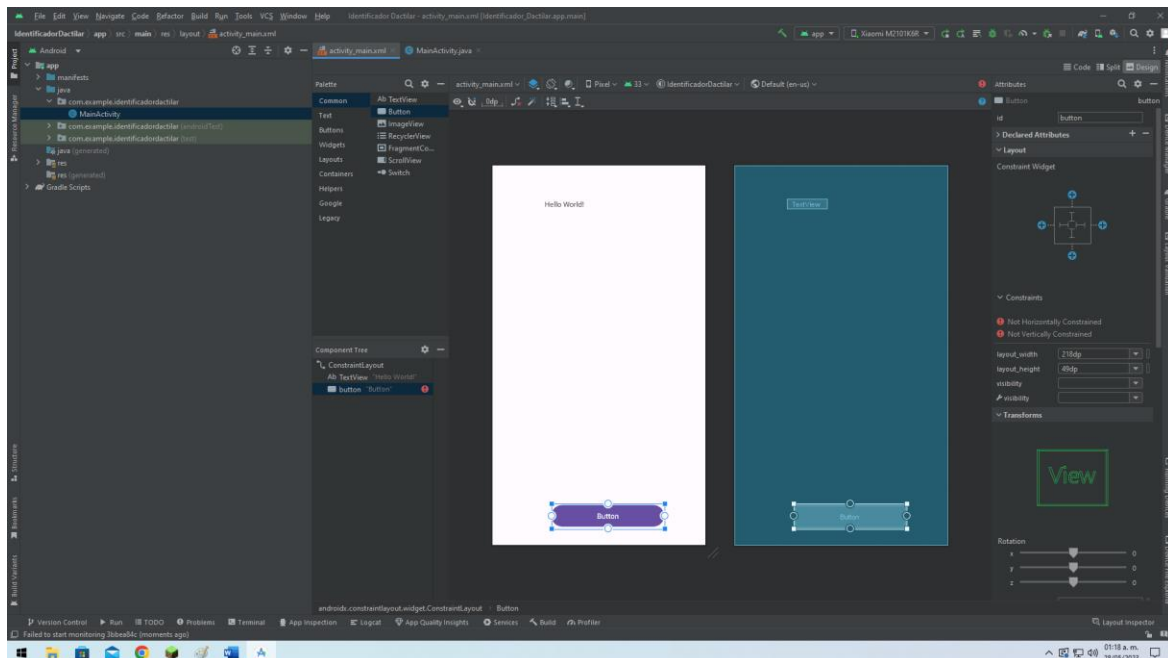 File Edit View Navigate Code Refactor Build Run Tools VCS Window Help Identificador Dactilar - activity_main.xml [Identificador_Dactilar.app.main]
IdentificadorDactilar app src main res layout activity_main.xml
app Xiaomi M2101K6R
Android
activity_main.xml MainActivity.java
Code Split Design
Project
Resource Manager
Structure
Bookmarks
Build Variants
app
manifests
java
com.example.identificadordactilar
MainActivity
com.example.identificadordactilar (androidTest)
com.example.identificadordactilar (test)
java (generated)
res
res (generated)
Gradle Scripts
Palette
Common
Text
Buttons
Widgets
Layouts
Containers
Helpers
Google
Legacy
Ab TextView
Button
ImageView
RecyclerView
FragmentCo...
ScrollView
Switch
activity_main.xml Pixel 33 IdentificadorDactilar Default (en-us)
0dp
Component Tree
ConstraintLayout
Ab TextView "Hello World!"
button "Button"
Hello World!
Button
TextView
Button
Attributes
Button button
id button
Declared Attributes
Layout
Constraint Widget
Constraints
Not Horizontally Constrained
Not Vertically Constrained
layout_width 218dp
layout_height 49dp
visibility
visibility
Transforms
View
Rotation
x 0
y 0
z 0
androidx.constraintlayout.widget.ConstraintLayout Button
Version Control Run TODO Problems Terminal App Inspection Logcat App Quality Insights Services Build Profiler Layout Inspector
Failed to start monitoring 3bbea84c (moments ago)
01:18 a. m.